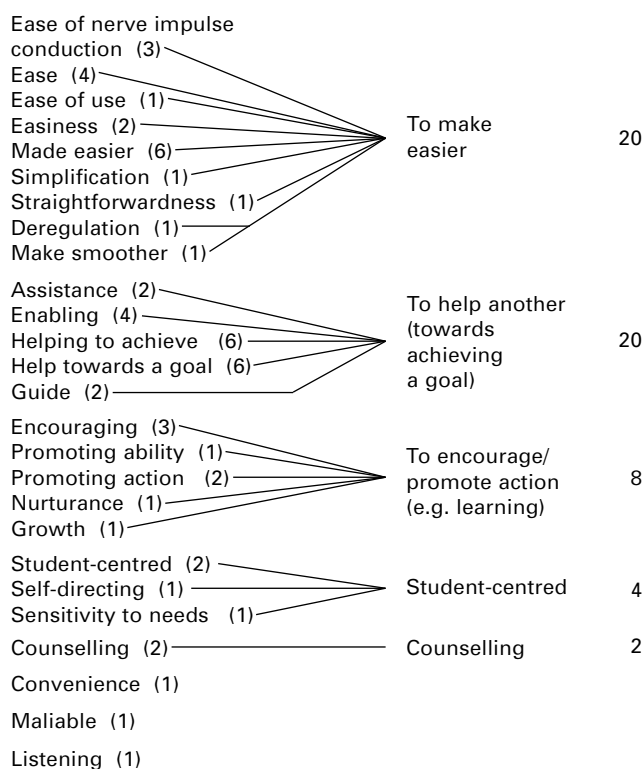 Ease of nerve impulse
conduction (3)
Ease (4)
Ease of use (1)
Easiness (2)
Made easier (6)
Simplification (1)
Straightforwardness (1)
Deregulation (1)
Make smoother (1)
To make
easier
20
Assistance (2)
Enabling (4)
Helping to achieve (6)
Help towards a goal (6)
Guide (2)
To help another
(towards
achieving
a goal)
20
Encouraging (3)
Promoting ability (1)
Promoting action (2)
Nurturance (1)
Growth (1)
To encourage/
promote action
(e.g. learning)
8
Student-centred (2)
Self-directing (1)
Sensitivity to needs (1)
Student-centred
4
Counselling (2)
Counselling
2
Convenience (1)
Maliable (1)
Listening (1)